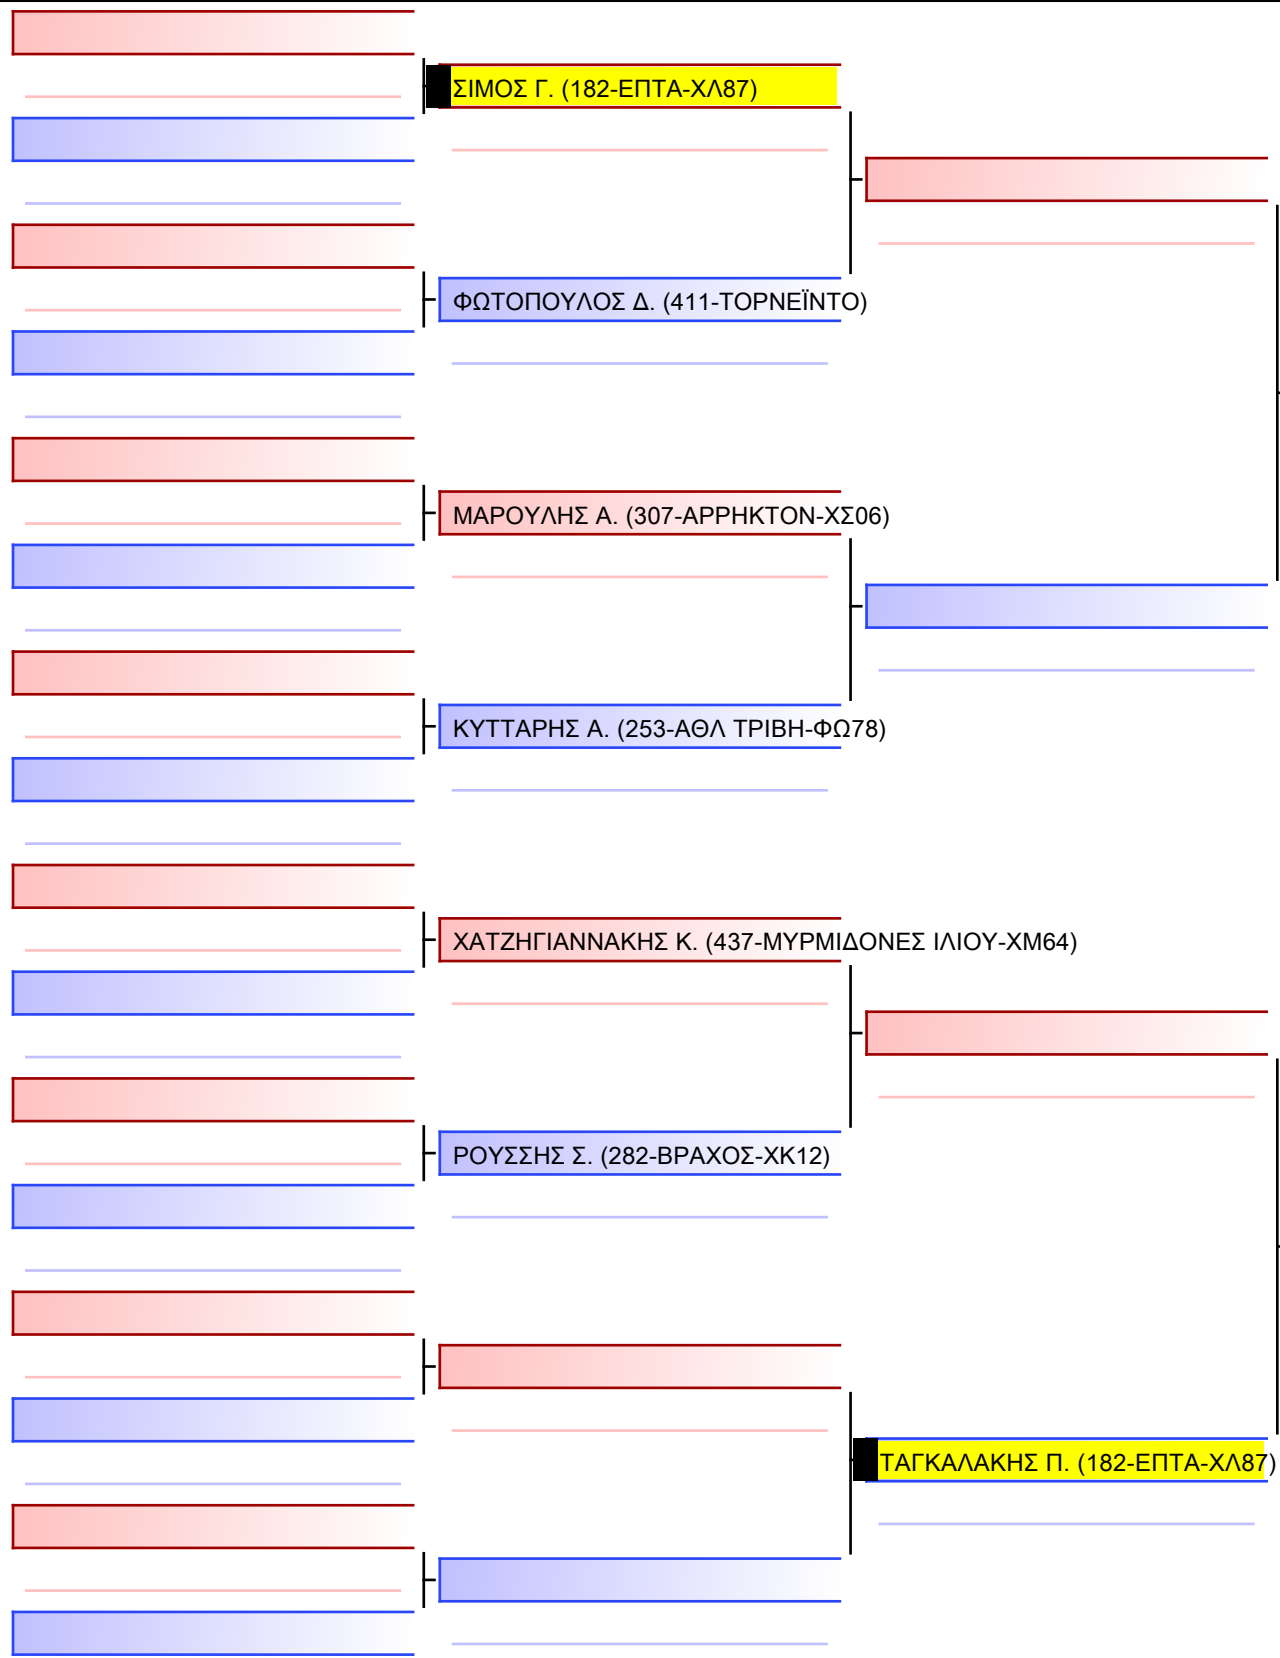 ΣΙΜΟΣ Γ. (182-ΕΠΤΑ-ΧΛ87)
ΦΩΤΟΠΟΥΛΟΣ Δ. (411-ΤΟΡΝΕΪΝΤΟ)
ΜΑΡΟΥΛΗΣ Α. (307-ΑΡΡΗΚΤΟΝ-ΧΣ06)
ΚΥΤΤΑΡΗΣ Α. (253-ΑΘΛ ΤΡΙΒΗ-ΦΩ78)
ΧΑΤΖΗΓΙΑΝΝΑΚΗΣ Κ. (437-ΜΥΡΜΙΔΟΝΕΣ ΙΛΙΟΥ-ΧΜ64)
ΡΟΥΣΣΗΣ Σ. (282-ΒΡΑΧΟΣ-ΧΚ12)
ΤΑΓΚΑΛΑΚΗΣ Π. (182-ΕΠΤΑ-ΧΛ87)